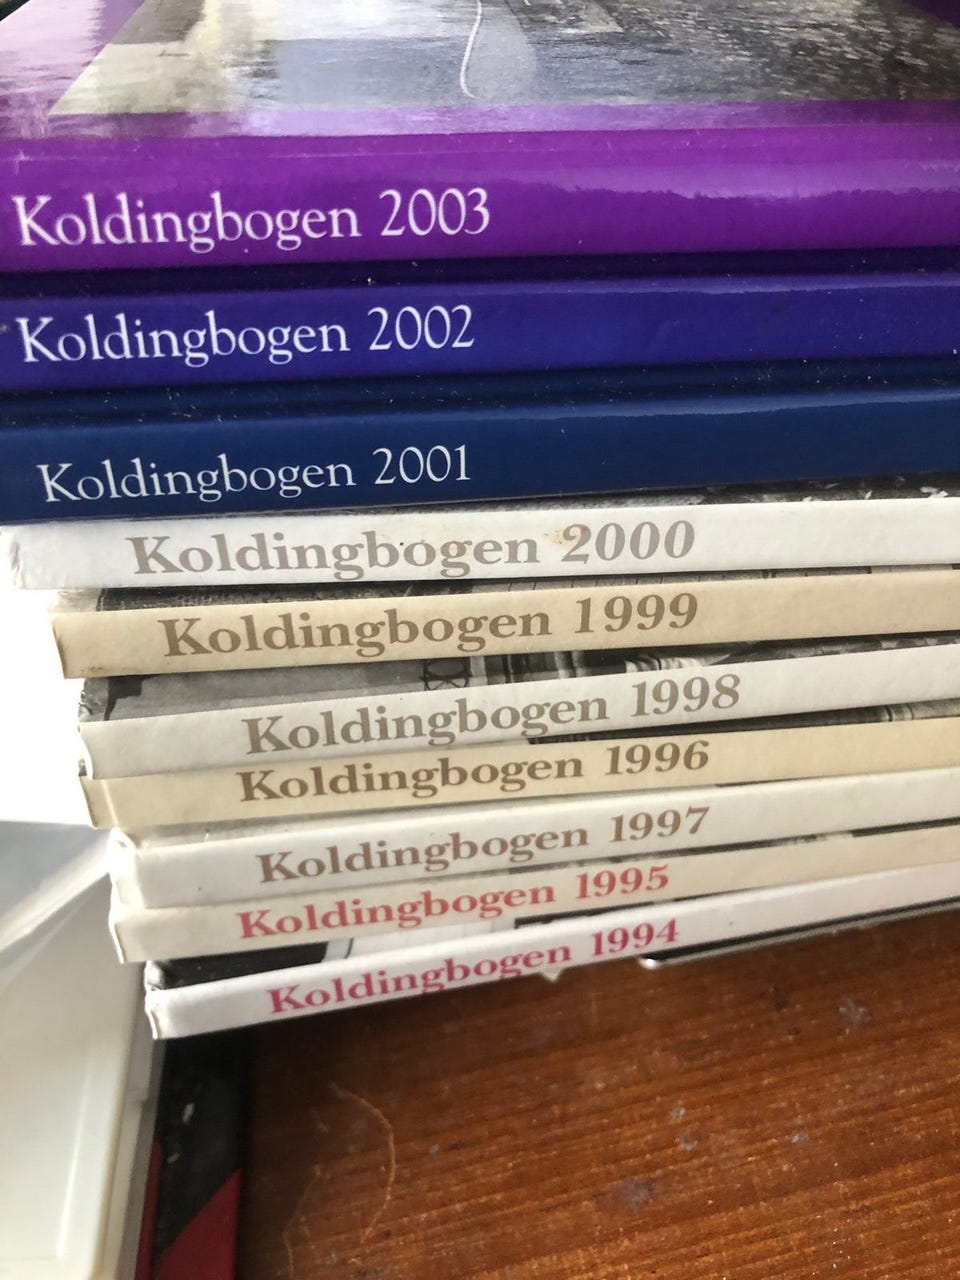 Koldingbogen 2003
Koldingbogen 2002
Koldingbogen 2001
Koldingbogen 2000
Koldingbogen 1999
Koldingbogen 1998
Koldingbogen 1996
Koldingbogen 1997
Koldingbogen 1995
Koldingbogen 1994